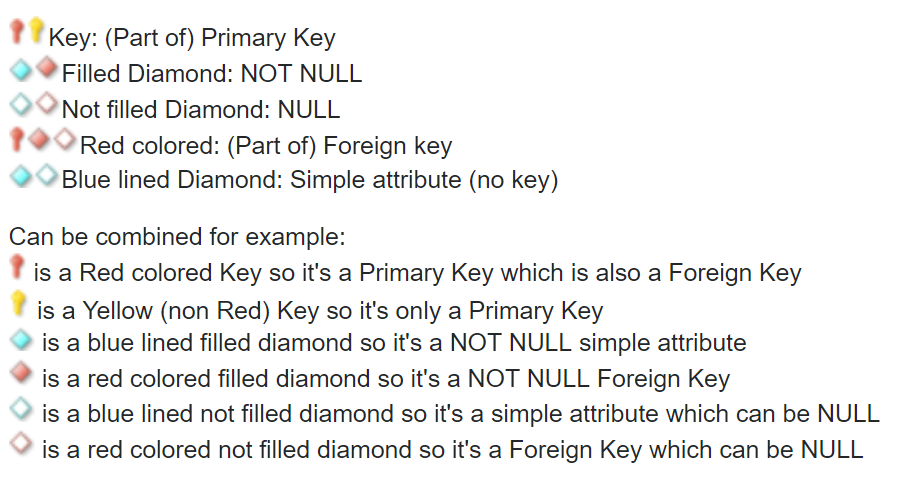 Key: (Part of) Primary Key
Filled Diamond: NOT NULL
Not filled Diamond: NULL
Red colored: (Part of) Foreign key
Blue lined Diamond: Simple attribute (no key)
Can be combined for example:
is a Red colored Key so it's a Primary Key which is also a Foreign Key
is a Yellow (non Red) Key so it's only a Primary Key
is a blue lined filled diamond so it's a NOT NULL simple attribute
is a red colored filled diamond so it's a NOT NULL Foreign Key
is a blue lined not filled diamond so it's a simple attribute which can be NULL
is a red colored not filled diamond so it's a Foreign Key which can be NULL